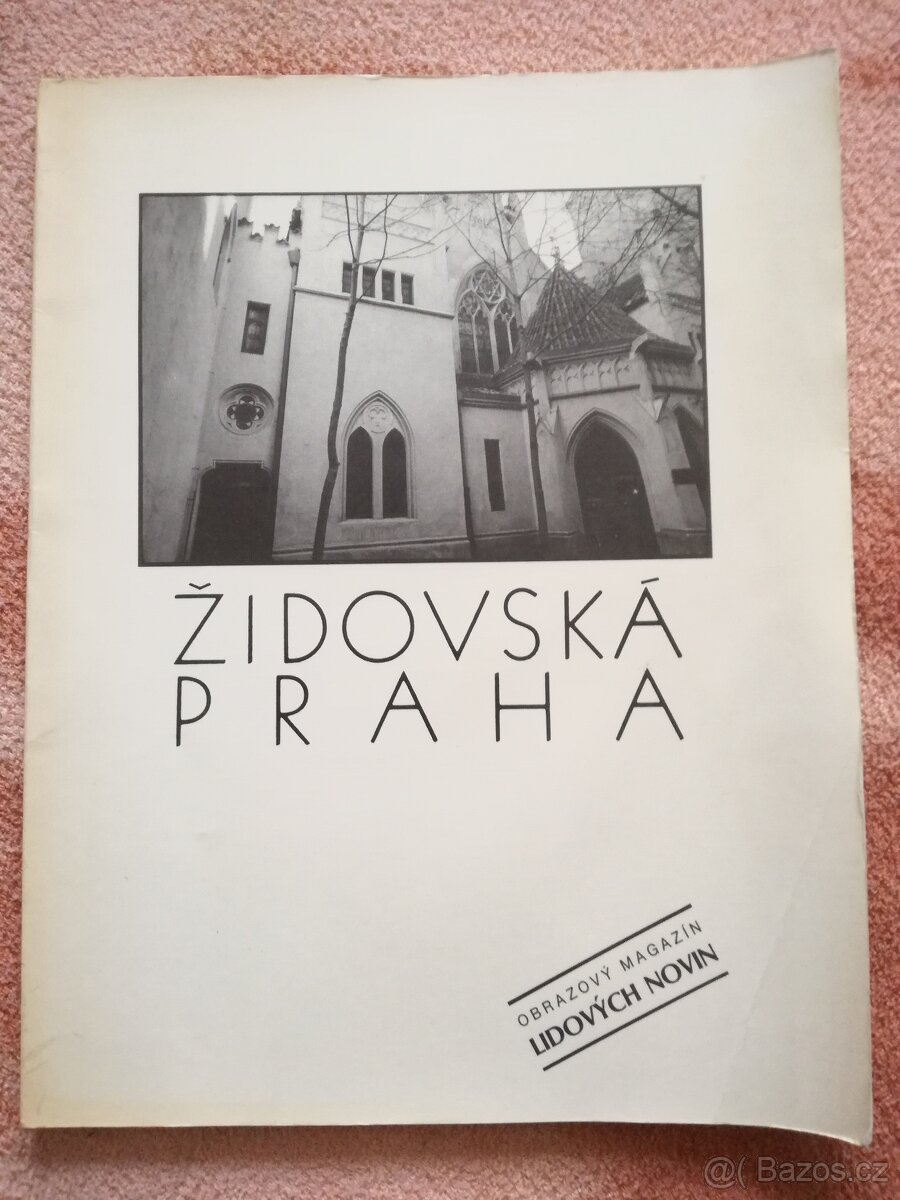 ŽIDOVSKÁ
PRAHA
OBRAZOVÝ MAGAZÍN
LIDOVÝCH NOVIN
@( Bazos.cz